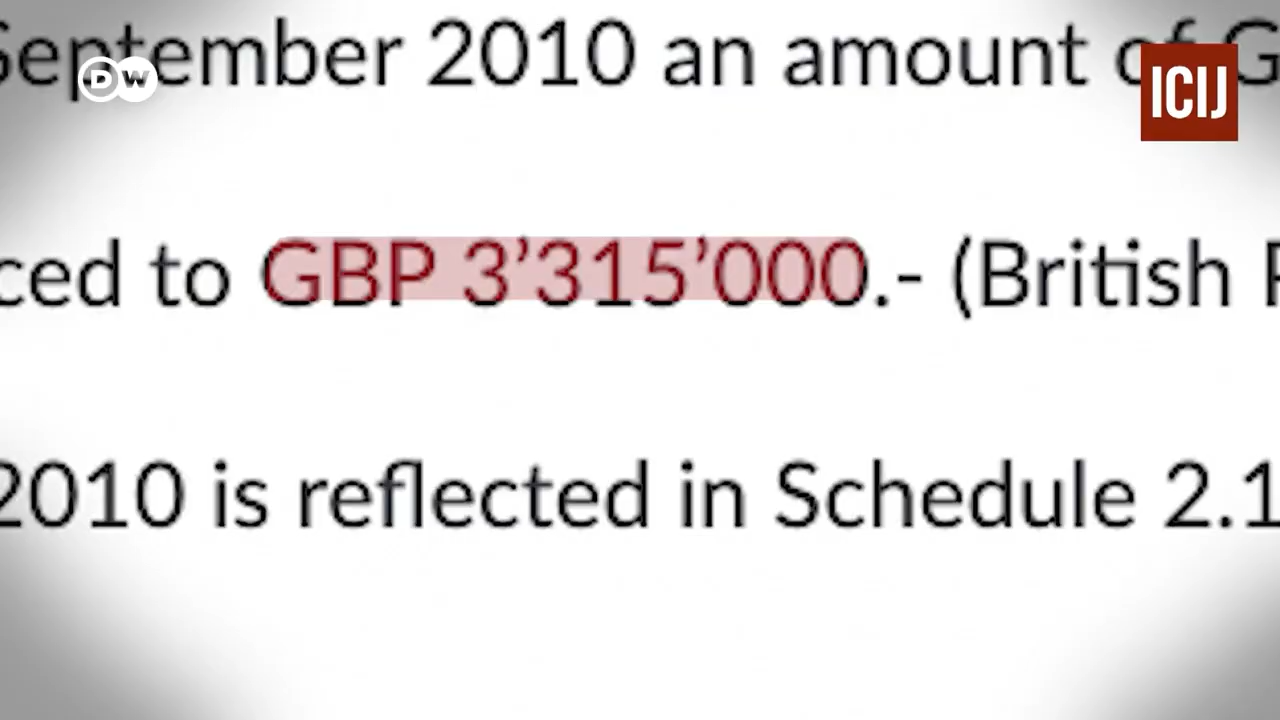 September 2010 an amount of G
DW
ICIJ
ced to GBP 3’315’000.- (British
2010 is reflected in Schedule 2.1